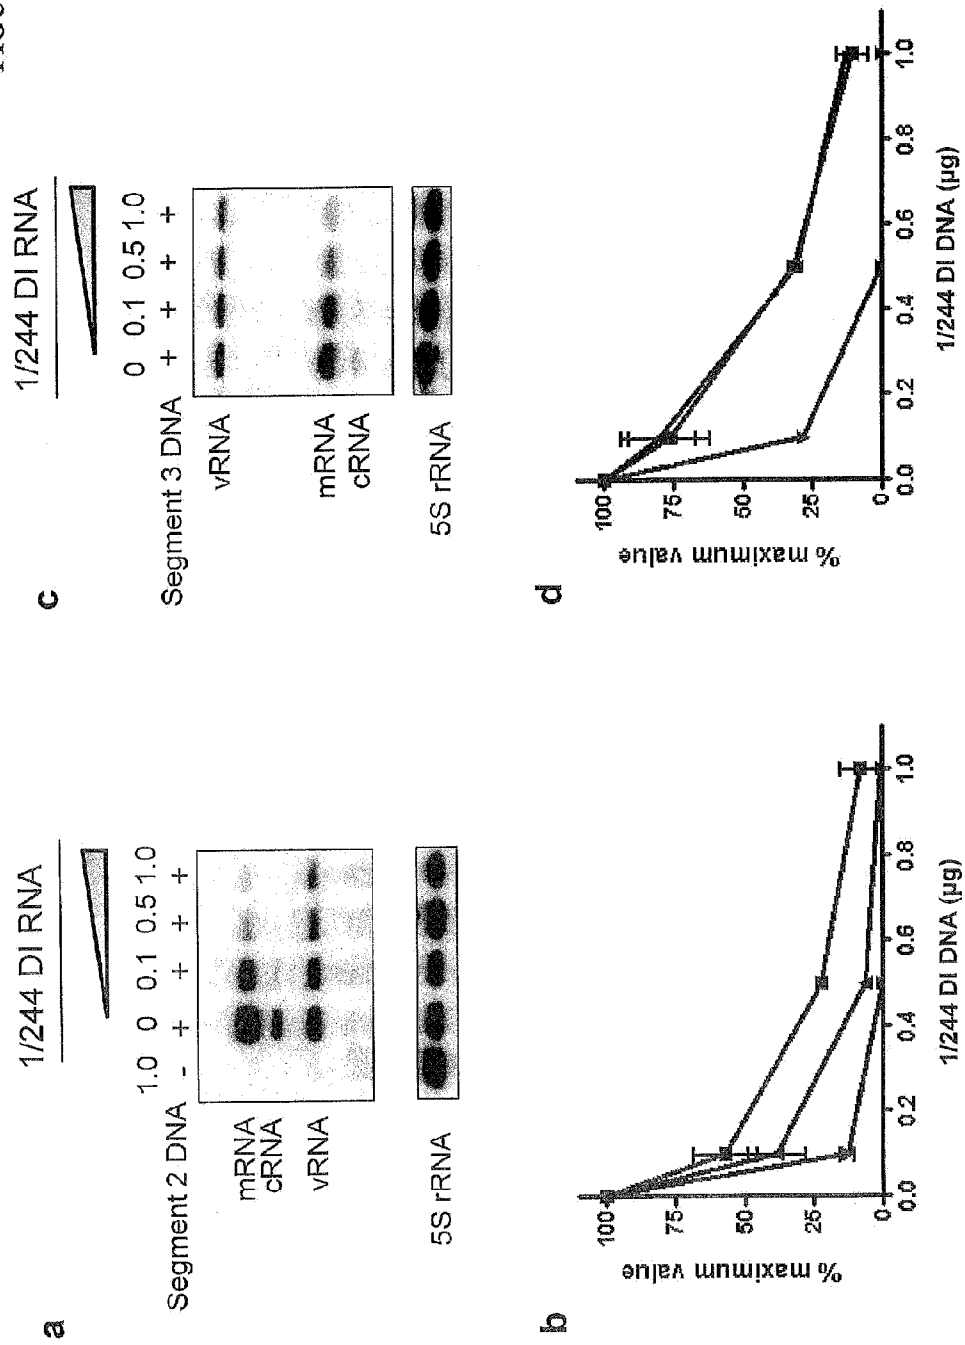 a
1/244 DI RNA
1.0 0 0.1 0.5 1.0
Segment 2 DNA - + + + +
mRNA
cRNA
vRNA
5S rRNA
b
% maximum value
100
75
50
25
0
0.0 0.2 0.4 0.6 0.8 1.0
1/244 DI DNA (µg)
c
1/244 DI RNA
0 0.1 0.5 1.0
Segment 3 DNA + + + +
vRNA
mRNA
cRNA
5S rRNA
d
% maximum value
100
75
50
25
0
0.0 0.2 0.4 0.6 0.8 1.0
1/244 DI DNA (µg)